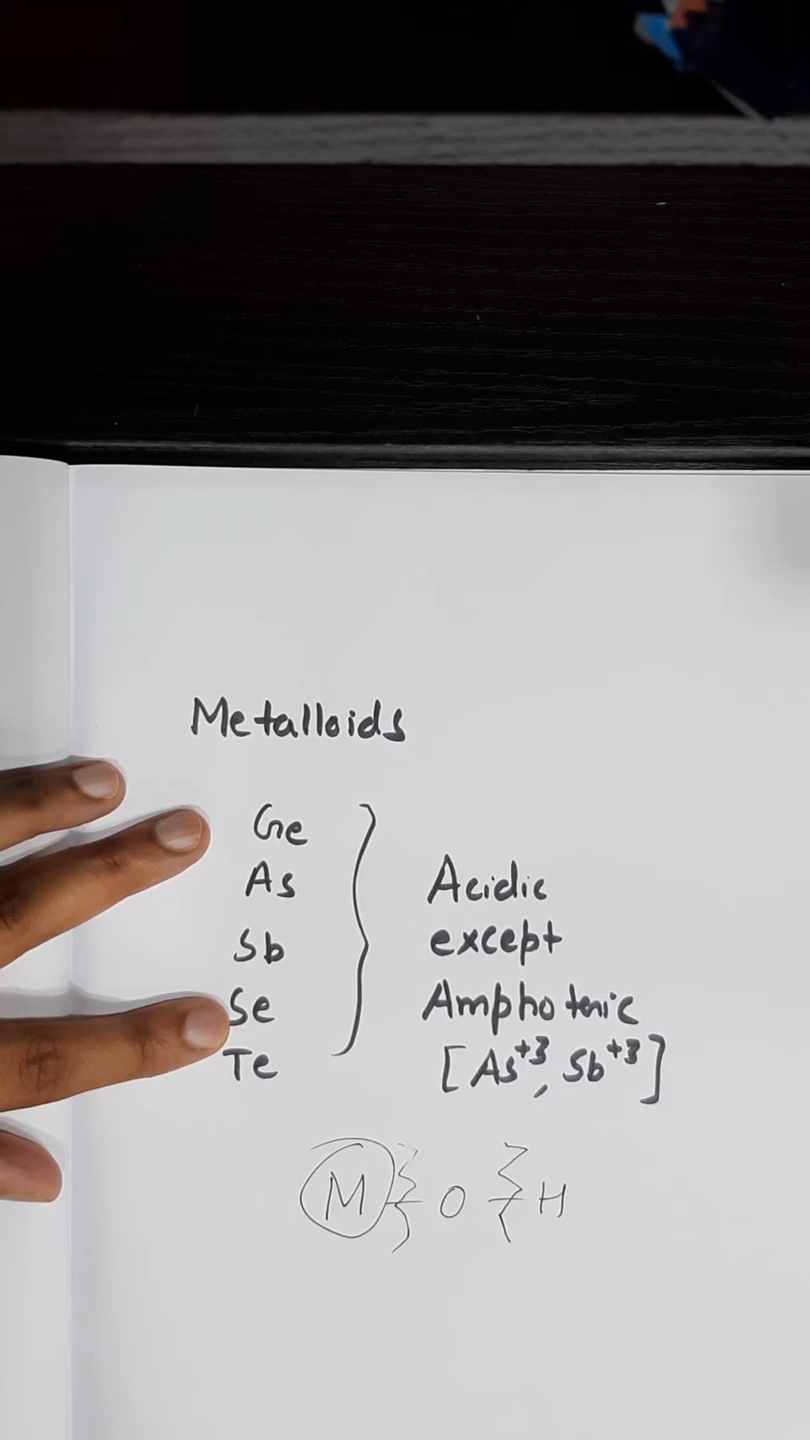 Metalloids
Ge
As
Sb
Se
Te
Acidic
except
Amphoteric
[As+3, Sb+3]
M O H